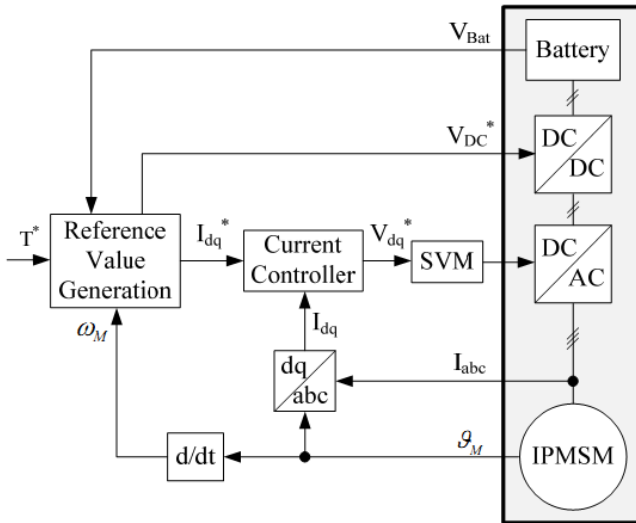 V_Bat
Battery
V_DC*
DC
DC
T*
Reference
Value
Generation
I_dq*
Current
Controller
V_dq*
SVM
DC
AC
ω_M
I_dq
dq
abc
I_abc
d/dt
ϑ_M
IPMSM